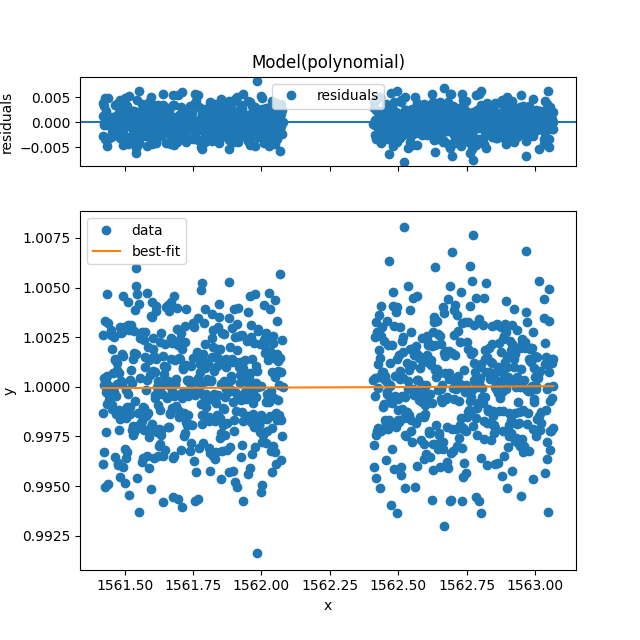 Model(polynomial)
residuals
0.005
0.000
−0.005
residuals
data
best-fit
y
1.0075
1.0050
1.0025
1.0000
0.9975
0.9950
0.9925
1561.50 1561.75 1562.00 1562.25 1562.50 1562.75 1563.00
x